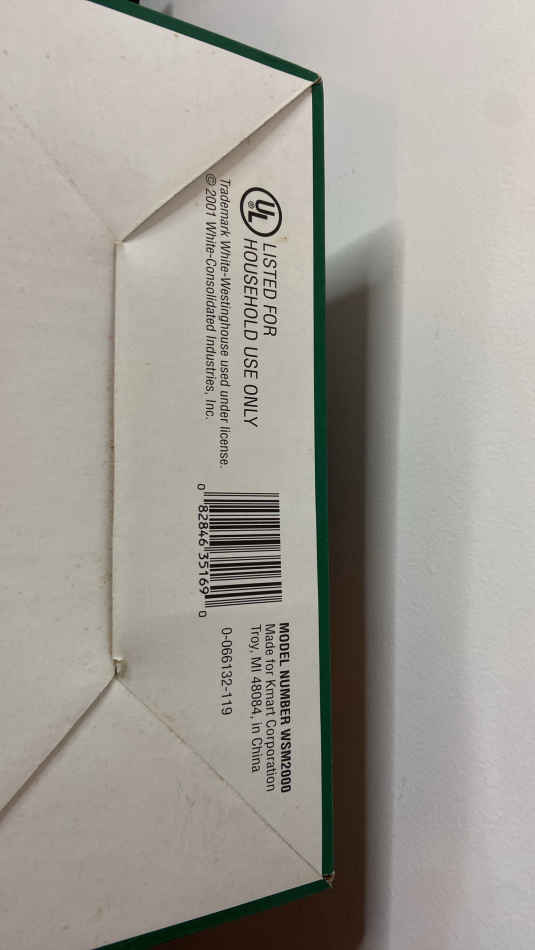 UL®
LISTED FOR
HOUSEHOLD USE ONLY
Trademark White-Westinghouse used under license.
© 2001 White-Consolidated Industries, Inc.
0 82846 35169 0
MODEL NUMBER WSM2000
Made for Kmart Corporation
Troy, MI 48084, in China
0-066132-119